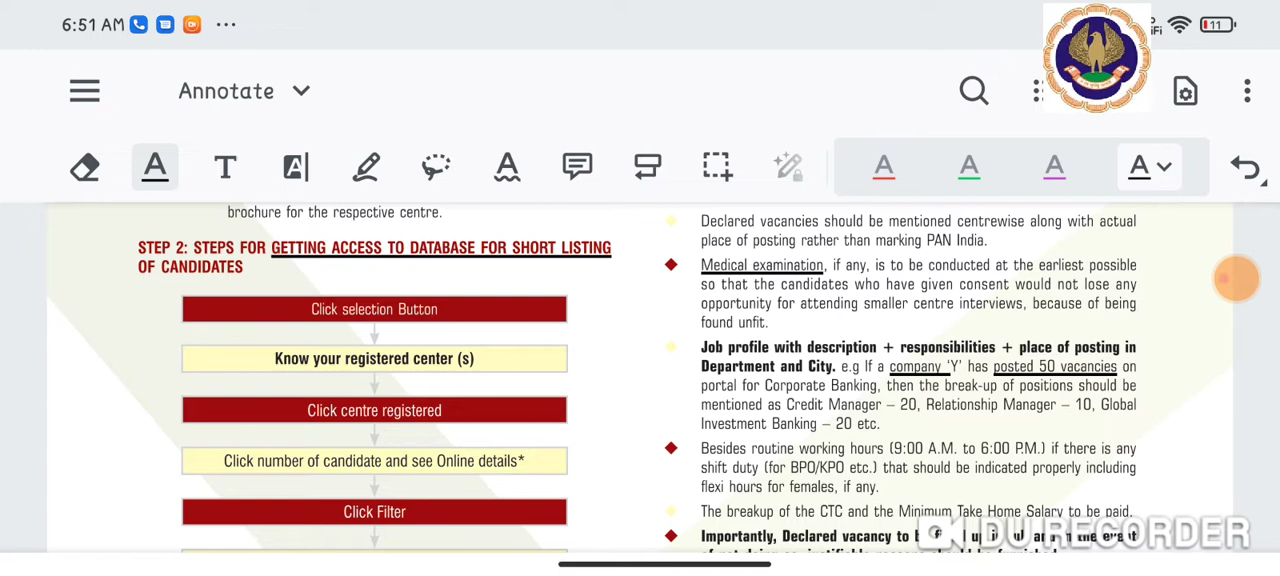 6:51 AM
11
Annotate
brochure for the respective centre.
STEP 2: STEPS FOR GETTING ACCESS TO DATABASE FOR SHORT LISTING
OF CANDIDATES
Click selection Button
Know your registered center (s)
Click centre registered
Click number of candidate and see Online details*
Click Filter
Declared vacancies should be mentioned centrewise along with actual
place of posting rather than marking PAN India.
Medical examination, if any, is to be conducted at the earliest possible
so that the candidates who have given consent would not lose any
opportunity for attending smaller centre interviews, because of being
found unfit.
Job profile with description + responsibilities + place of posting in
Department and City. e.g If a company 'Y' has posted 50 vacancies on
portal for Corporate Banking, then the break-up of positions should be
mentioned as Credit Manager – 20, Relationship Manager – 10, Global
Investment Banking – 20 etc.
Besides routine working hours (9:00 A.M. to 6:00 P.M.) if there is any
shift duty (for BPO/KPO etc.) that should be indicated properly including
flexi hours for females, if any.
The breakup of the CTC and the Minimum Take Home Salary to be paid.
Importantly, Declared vacancy to in the event
DU RECORDER